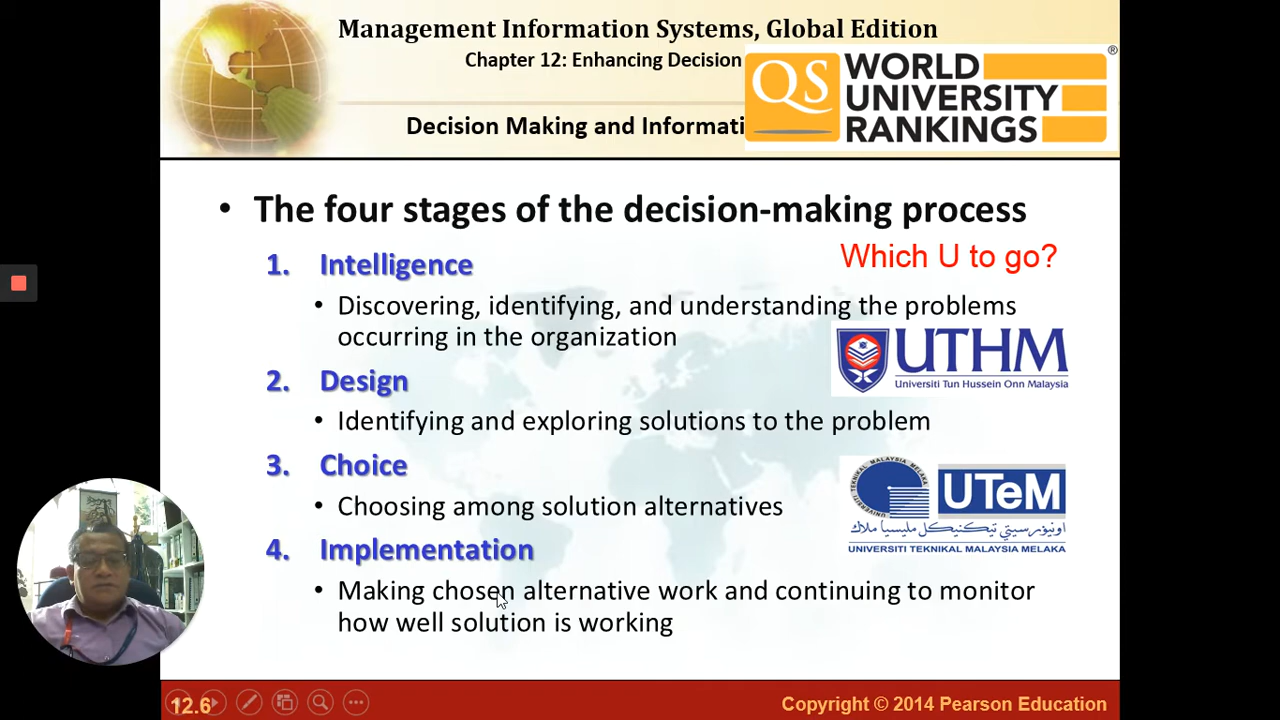 Management Information Systems, Global Edition
Chapter 12: Enhancing Decision
Decision Making and Informati
QS WORLD
UNIVERSITY
RANKINGS
®
• The four stages of the decision-making process
Which U to go?
1. Intelligence
• Discovering, identifying, and understanding the problems
occurring in the organization
UTHM
Universiti Tun Hussein Onn Malaysia
2. Design
• Identifying and exploring solutions to the problem
3. Choice
• Choosing among solution alternatives
UTeM
اونيۏرسيتي تيكنيكل مليسيا ملاك
UNIVERSITI TEKNIKAL MALAYSIA MELAKA
4. Implementation
• Making chosen alternative work and continuing to monitor
how well solution is working
12.6
Copyright © 2014 Pearson Education